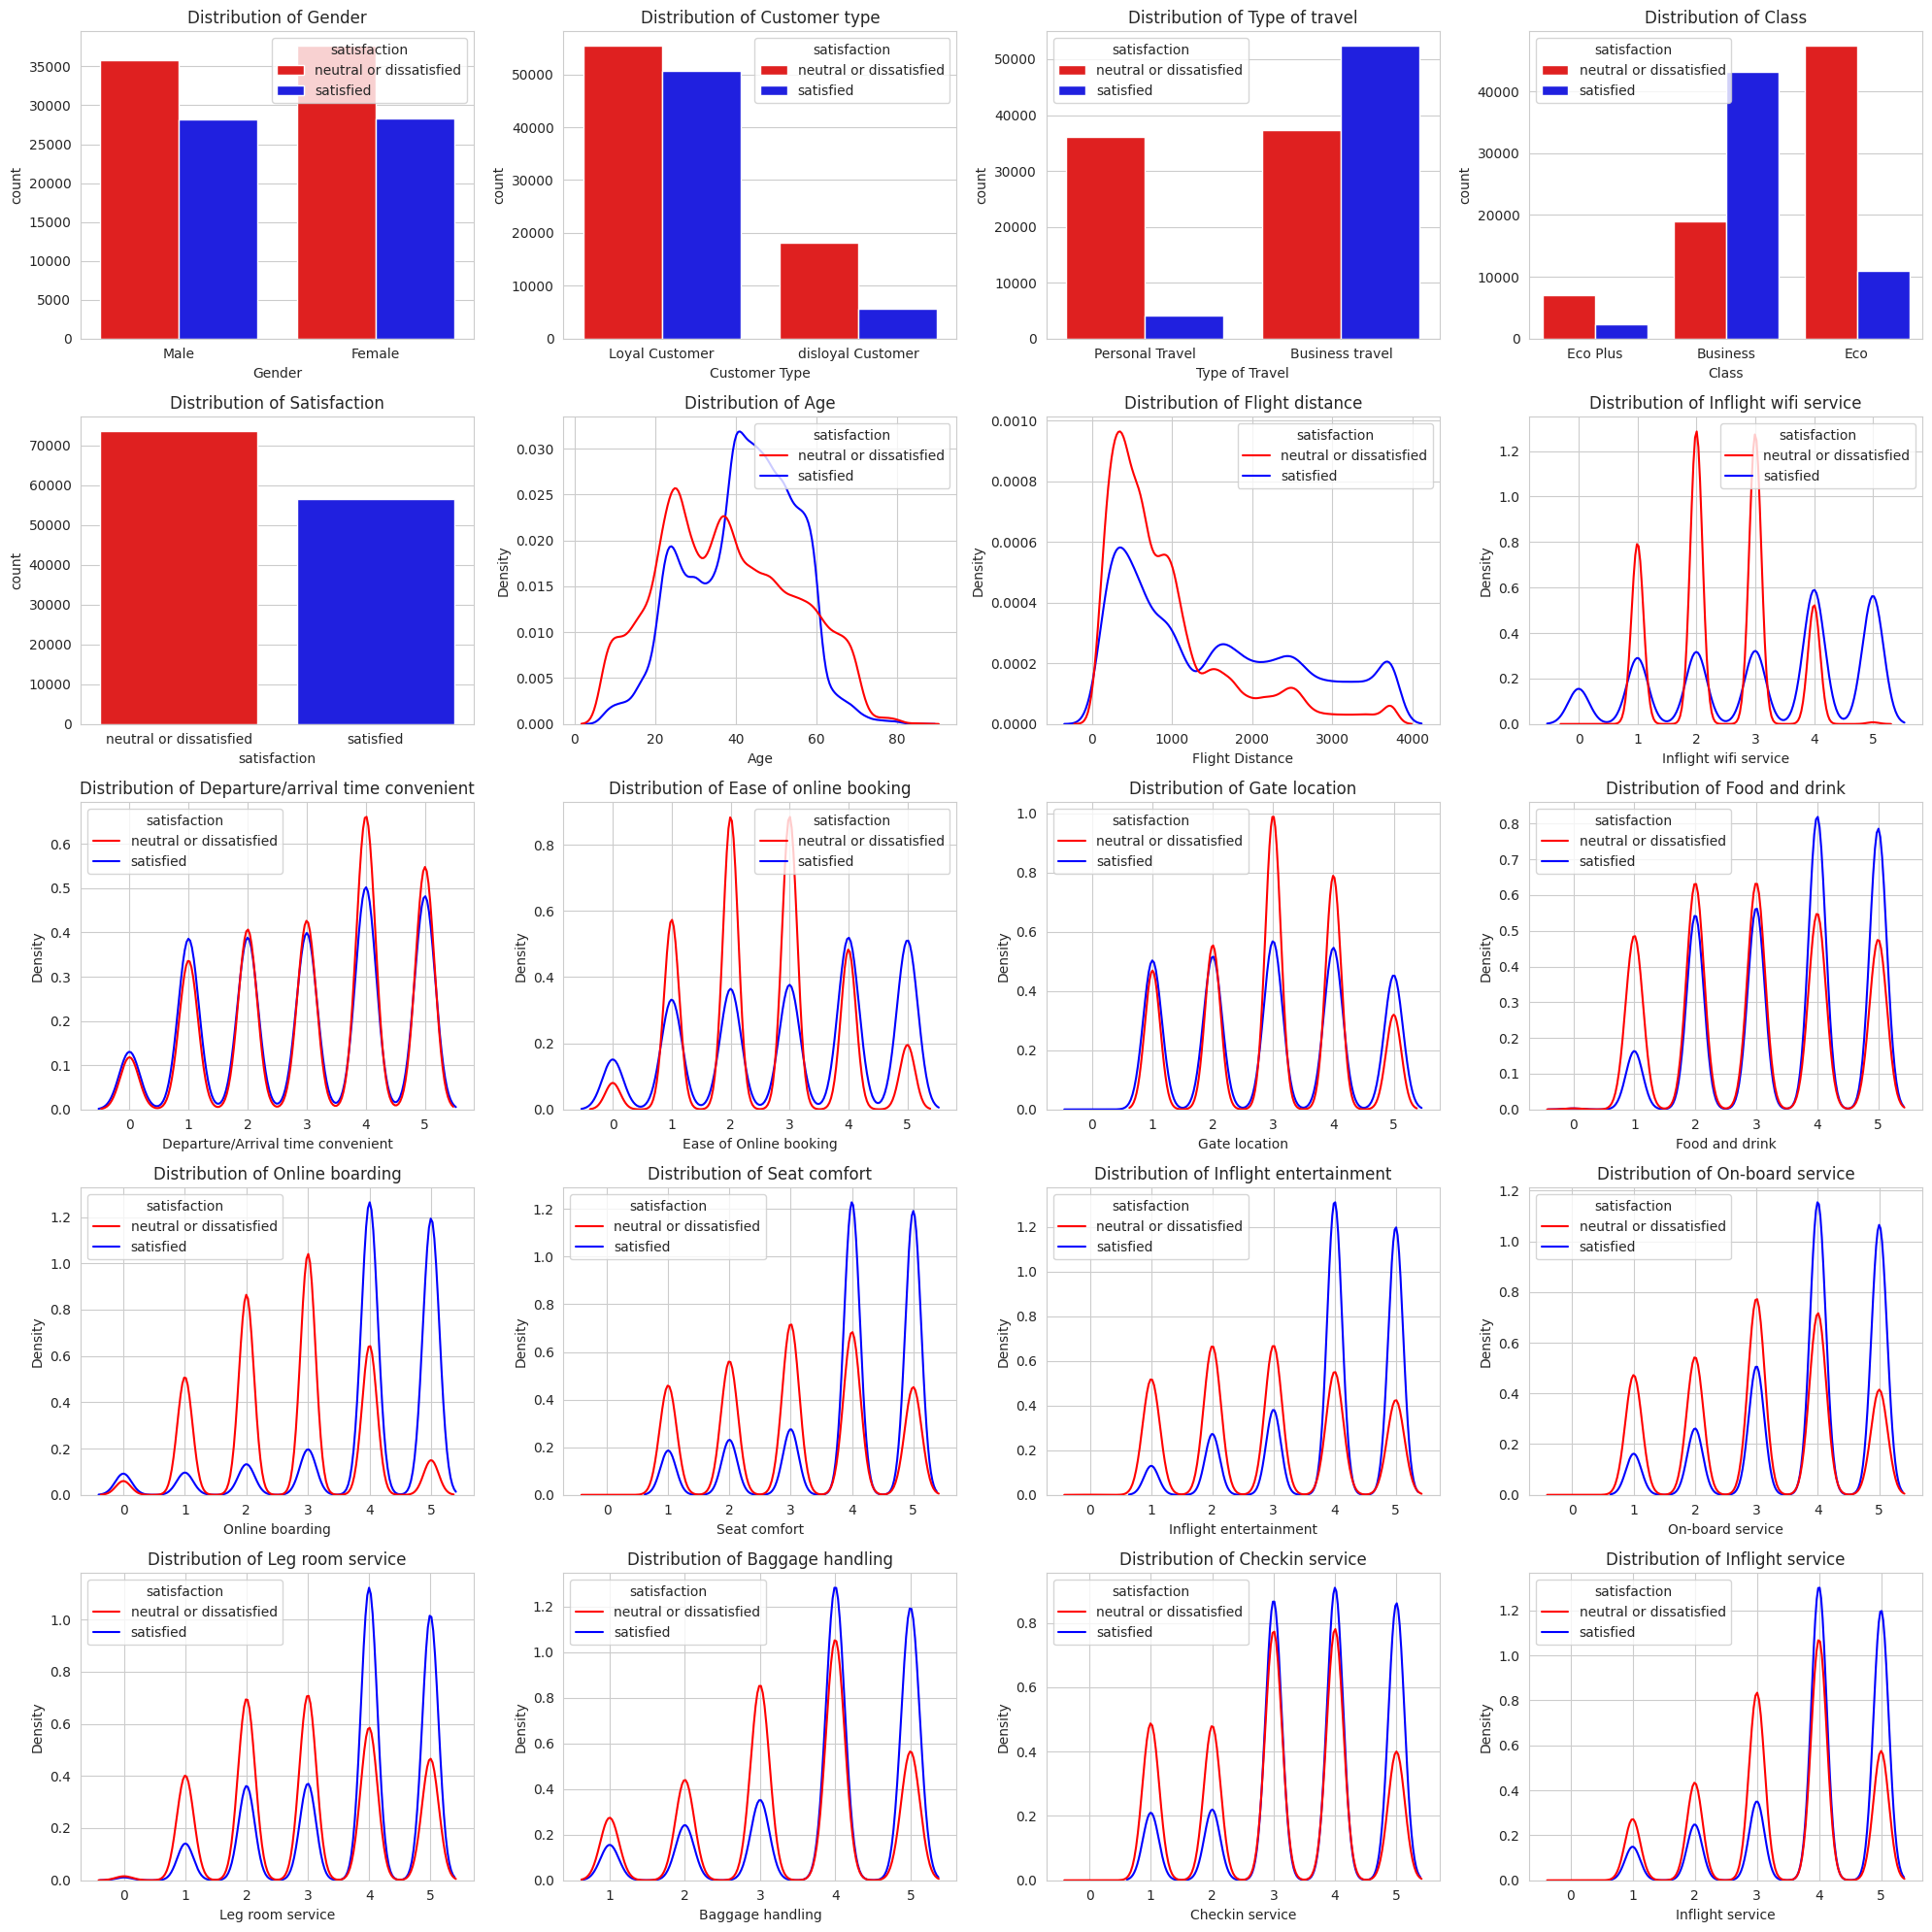 Distribution of Gender
satisfaction
neutral or dissatisfied
satisfied
35000
30000
25000
20000
15000
10000
5000
0
count
Male Female
Gender
Distribution of Customer type
satisfaction
neutral or dissatisfied
satisfied
50000
40000
30000
20000
10000
0
count
Loyal Customer disloyal Customer
Customer Type
Distribution of Type of travel
satisfaction
neutral or dissatisfied
satisfied
50000
40000
30000
20000
10000
0
count
Personal Travel Business travel
Type of Travel
Distribution of Class
satisfaction
neutral or dissatisfied
satisfied
40000
30000
20000
10000
0
count
Eco Plus Business Eco
Class
Distribution of Satisfaction
70000
60000
50000
40000
30000
20000
10000
0
count
neutral or dissatisfied satisfied
satisfaction
Distribution of Age
satisfaction
neutral or dissatisfied
satisfied
0.030
0.025
0.020
0.015
0.010
0.005
0.000
Density
0 20 40 60 80
Age
Distribution of Flight distance
satisfaction
neutral or dissatisfied
satisfied
0.0010
0.0008
0.0006
0.0004
0.0002
0.0000
Density
0 1000 2000 3000 4000
Flight Distance
Distribution of Inflight wifi service
satisfaction
neutral or dissatisfied
satisfied
1.2
1.0
0.8
0.6
0.4
0.2
0.0
Density
0 1 2 3 4 5
Inflight wifi service
Distribution of Departure/arrival time convenient
satisfaction
neutral or dissatisfied
satisfied
0.6
0.5
0.4
0.3
0.2
0.1
0.0
Density
0 1 2 3 4 5
Departure/Arrival time convenient
Distribution of Ease of online booking
satisfaction
neutral or dissatisfied
satisfied
0.8
0.6
0.4
0.2
0.0
Density
0 1 2 3 4 5
Ease of Online booking
Distribution of Gate location
satisfaction
neutral or dissatisfied
satisfied
1.0
0.8
0.6
0.4
0.2
0.0
Density
0 1 2 3 4 5
Gate location
Distribution of Food and drink
satisfaction
neutral or dissatisfied
satisfied
0.8
0.7
0.6
0.5
0.4
0.3
0.2
0.1
0.0
Density
0 1 2 3 4 5
Food and drink
Distribution of Online boarding
satisfaction
neutral or dissatisfied
satisfied
1.2
1.0
0.8
0.6
0.4
0.2
0.0
Density
0 1 2 3 4 5
Online boarding
Distribution of Seat comfort
satisfaction
neutral or dissatisfied
satisfied
1.2
1.0
0.8
0.6
0.4
0.2
0.0
Density
0 1 2 3 4 5
Seat comfort
Distribution of Inflight entertainment
satisfaction
neutral or dissatisfied
satisfied
1.2
1.0
0.8
0.6
0.4
0.2
0.0
Density
0 1 2 3 4 5
Inflight entertainment
Distribution of On-board service
satisfaction
neutral or dissatisfied
satisfied
1.2
1.0
0.8
0.6
0.4
0.2
0.0
Density
0 1 2 3 4 5
On-board service
Distribution of Leg room service
satisfaction
neutral or dissatisfied
satisfied
1.0
0.8
0.6
0.4
0.2
0.0
Density
0 1 2 3 4 5
Leg room service
Distribution of Baggage handling
satisfaction
neutral or dissatisfied
satisfied
1.2
1.0
0.8
0.6
0.4
0.2
0.0
Density
1 2 3 4 5
Baggage handling
Distribution of Checkin service
satisfaction
neutral or dissatisfied
satisfied
0.8
0.6
0.4
0.2
0.0
Density
0 1 2 3 4 5
Checkin service
Distribution of Inflight service
satisfaction
neutral or dissatisfied
satisfied
1.2
1.0
0.8
0.6
0.4
0.2
0.0
Density
0 1 2 3 4 5
Inflight service